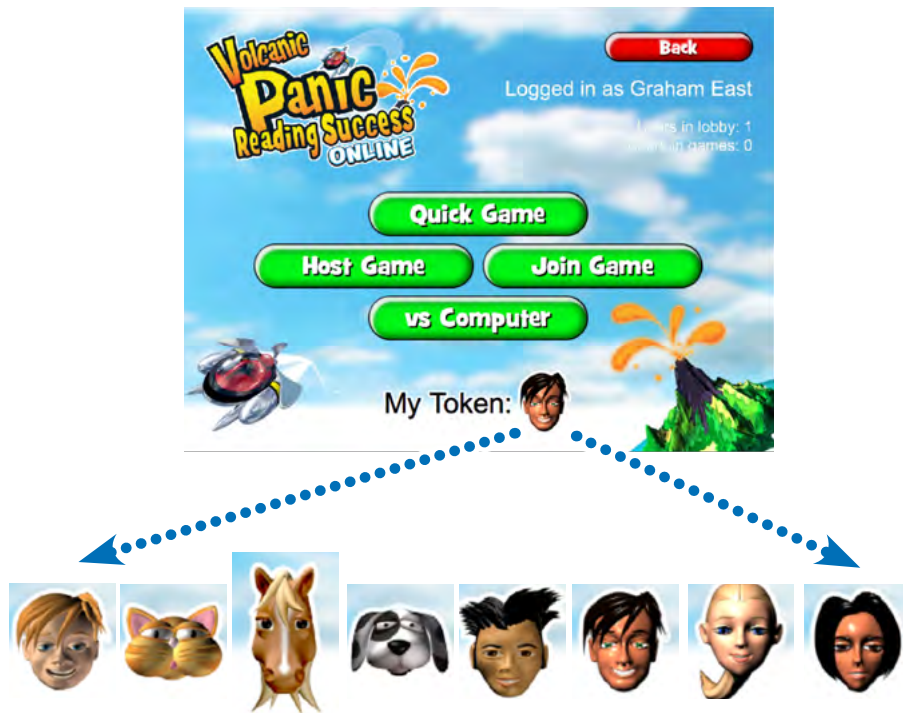 Volcanic
Panic
Reading Success
ONLINE
Back
Logged in as Graham East
in lobby: 1
in games: 0
Quick Game
Host Game
Join Game
vs Computer
My Token: